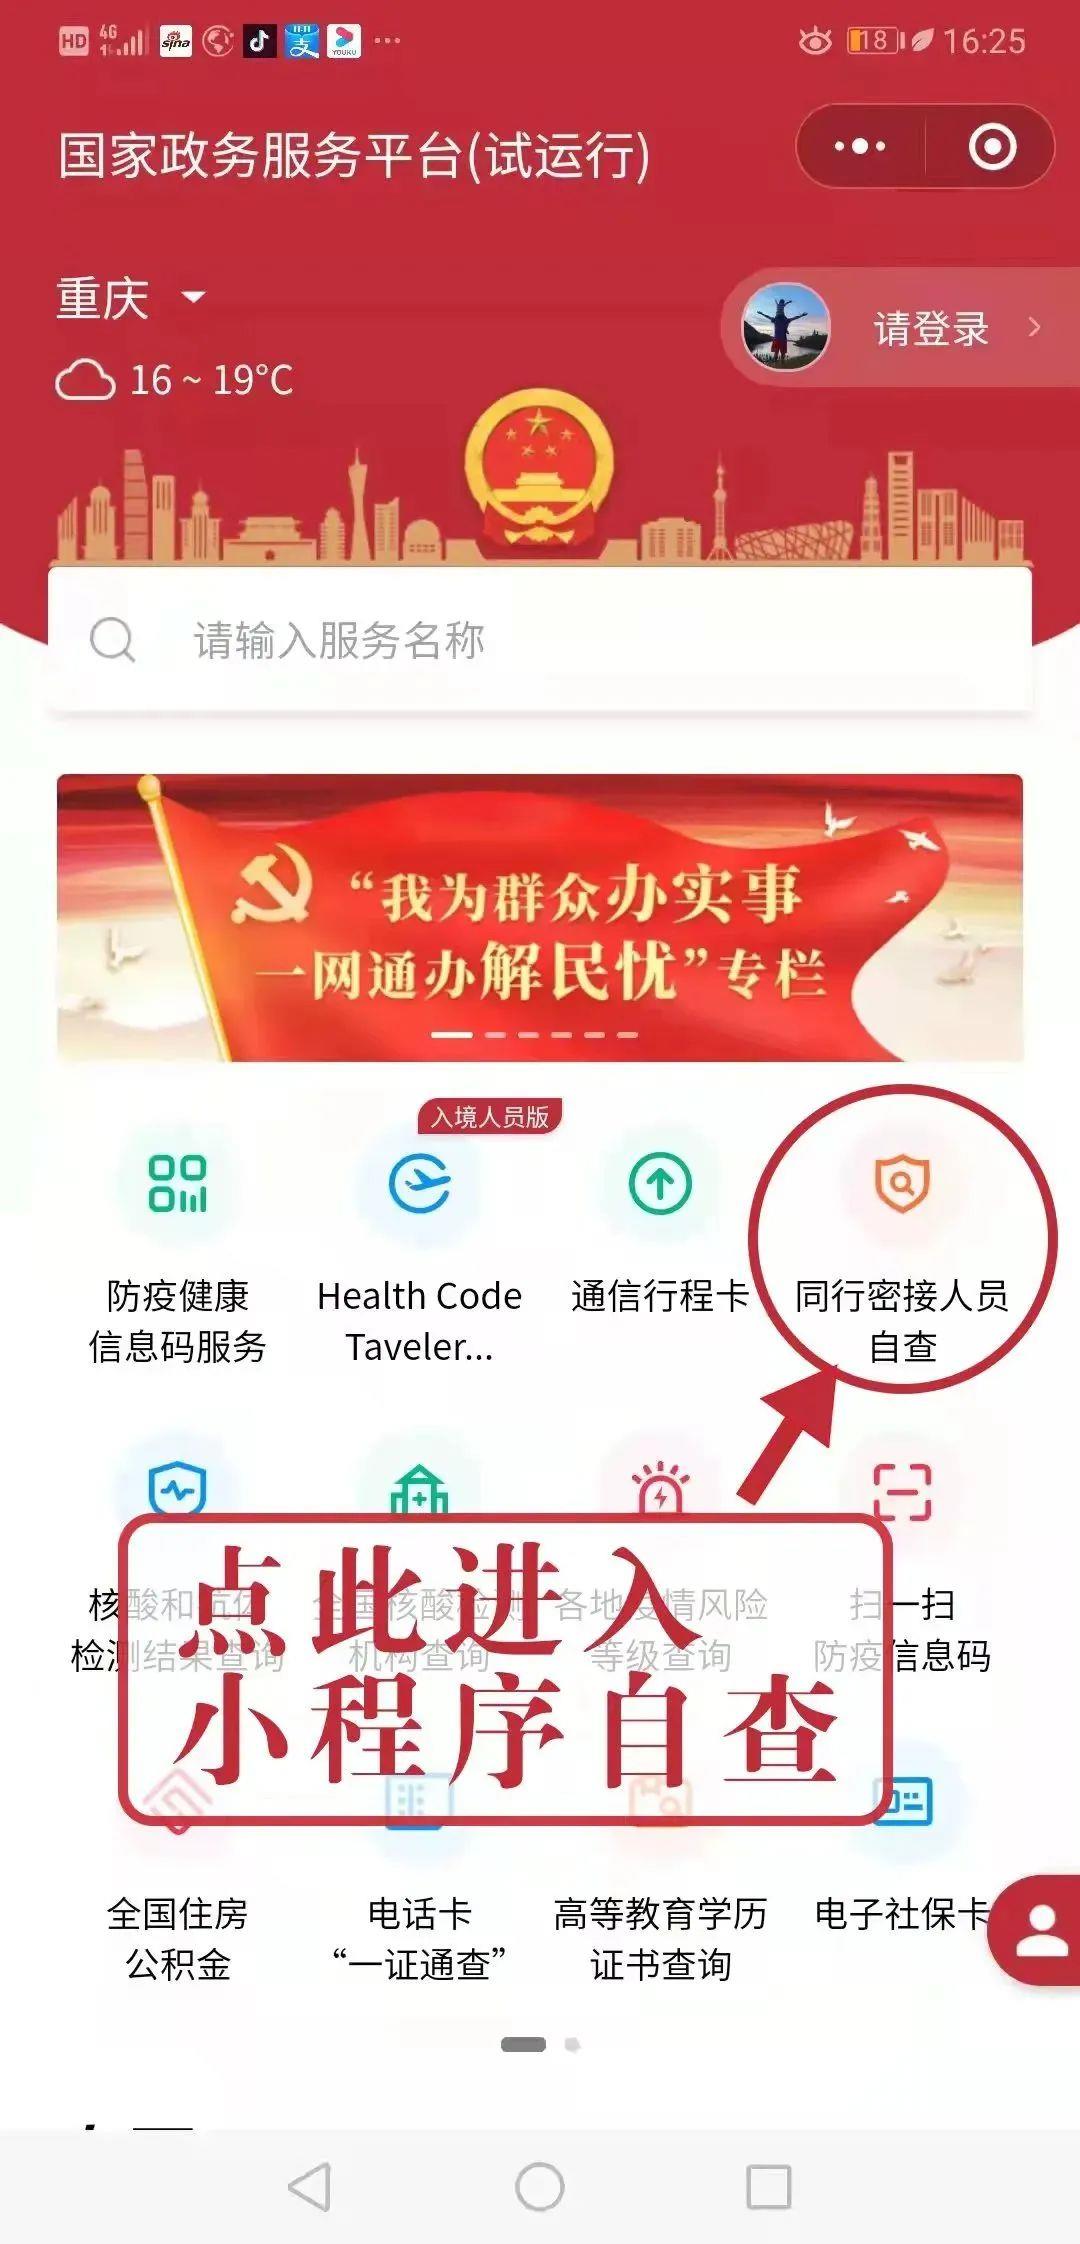 HD 4G
sina
YOUKU
18 16:25
国家政务服务平台(试运行)
重庆
请登录
16 ~ 19°C
请输入服务名称
“我为群众办实事
一网通办解民忧”专栏
入境人员版
防疫健康
信息码服务
Health Code
Taveler...
通信行程卡
同行密接人员
自查
核酸和抗体
检测结果查询
全国核酸检测
机构查询
各地疫情风险
等级查询
扫一扫
防疫信息码
点此进入
小程序自查
全国住房
公积金
电话卡
“一证通查”
高等教育学历
证书查询
电子社保卡